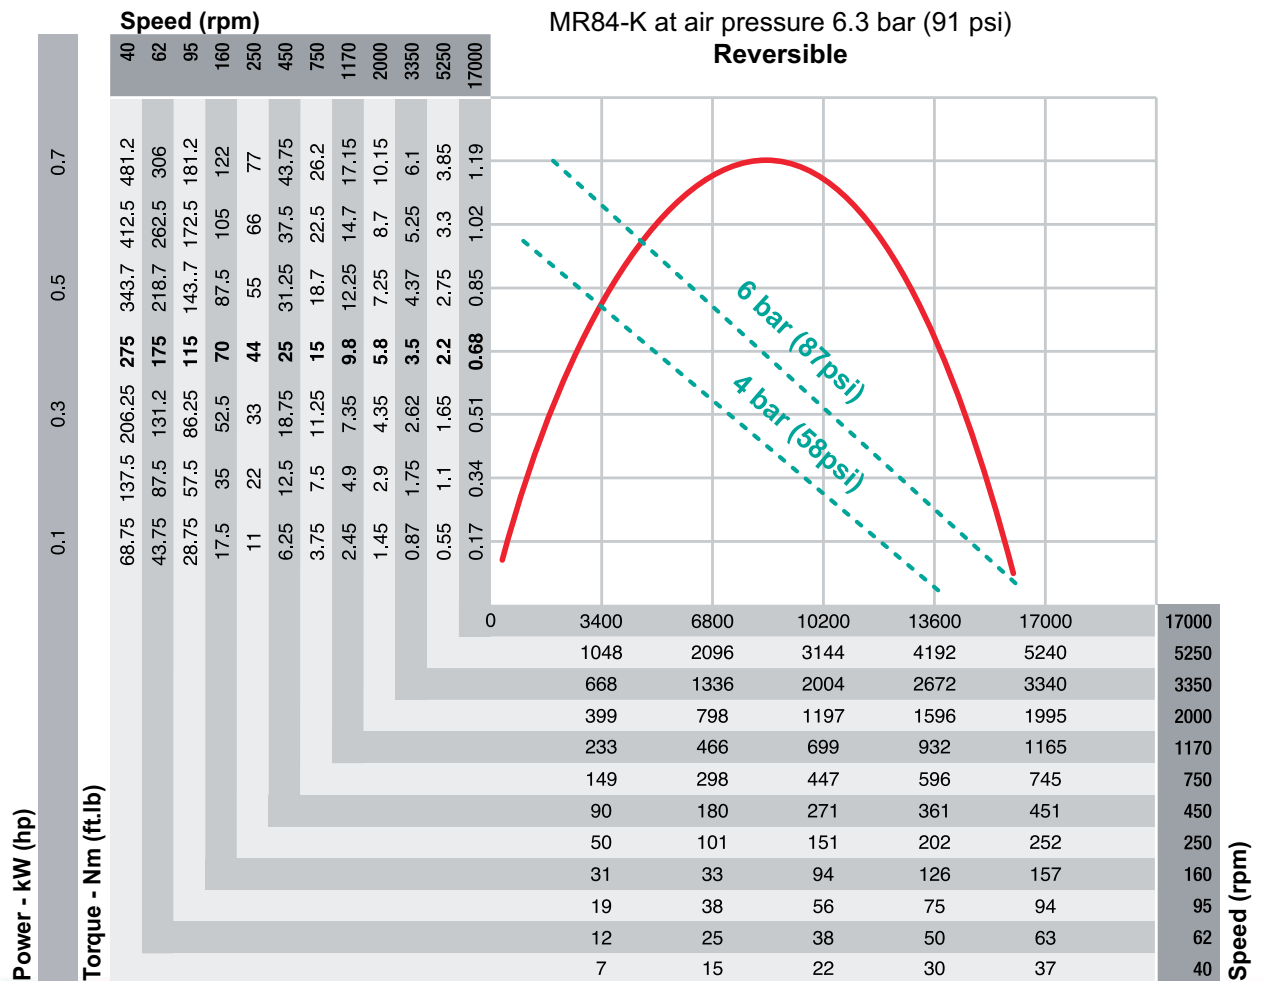 Speed (rpm)
MR84-K at air pressure 6.3 bar (91 psi)
Reversible
40 62 95 160 250 450 750 1170 2000 3350 5250 17000
0.7
481.2 306 181.2 122 77 43.75 26.2 17.15 10.15 6.1 3.85 1.19
412.5 262.5 172.5 105 66 37.5 22.5 14.7 8.7 5.25 3.3 1.02
0.5
343.7 218.7 143.7 87.5 55 31.25 18.7 12.25 7.25 4.37 2.75 0.85
275 175 115 70 44 25 15 9.8 5.8 3.5 2.2 0.68
0.3
206.25 131.2 86.25 52.5 33 18.75 11.25 7.35 4.35 2.62 1.65 0.51
137.5 87.5 57.5 35 22 12.5 7.5 4.9 2.9 1.75 1.1 0.34
0.1
68.75 43.75 28.75 17.5 11 6.25 3.75 2.45 1.45 0.87 0.55 0.17
6 bar (87psi)
4 bar (58psi)
0 3400 6800 10200 13600 17000 17000
1048 2096 3144 4192 5240 5250
668 1336 2004 2672 3340 3350
399 798 1197 1596 1995 2000
233 466 699 932 1165 1170
149 298 447 596 745 750
90 180 271 361 451 450
50 101 151 202 252 250
31 33 94 126 157 160
19 38 56 75 94 95
12 25 38 50 63 62
7 15 22 30 37 40
Power - kW (hp)
Torque - Nm (ft.lb)
Speed (rpm)